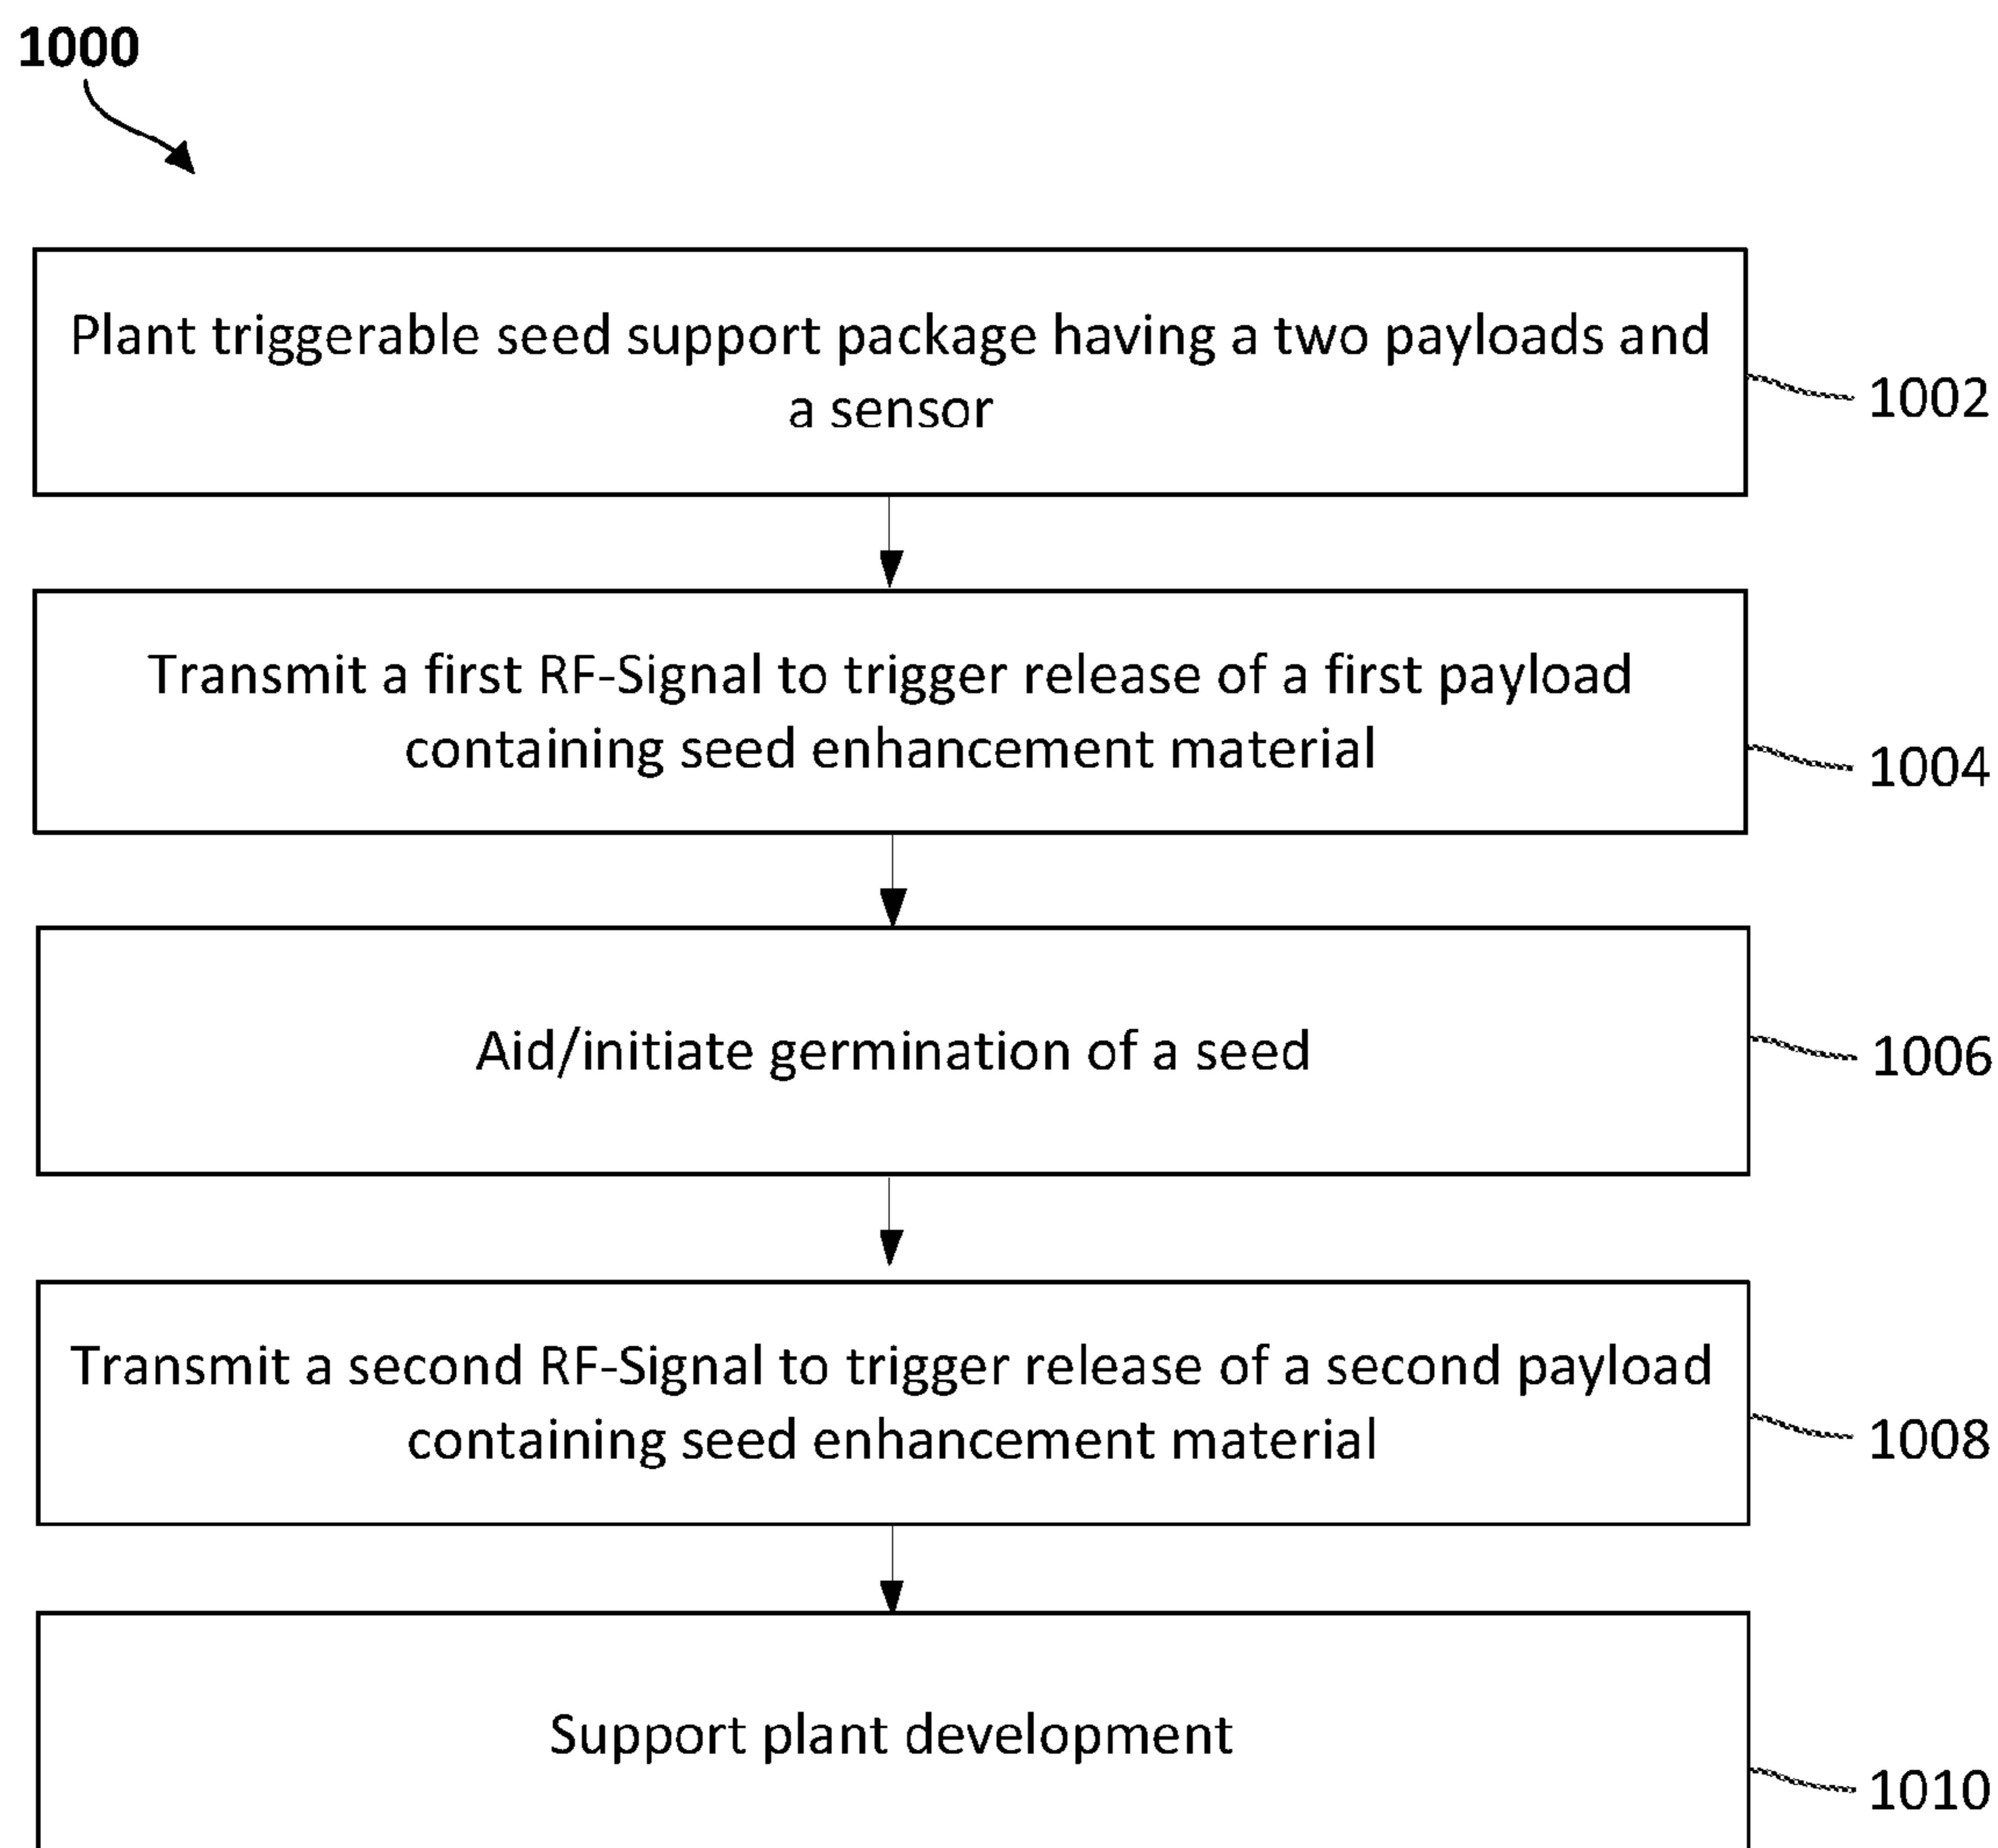 1000
Plant triggerable seed support package having a two payloads and
a sensor
1002
Transmit a first RF-Signal to trigger release of a first payload
containing seed enhancement material
1004
Aid/initiate germination of a seed
1006
Transmit a second RF-Signal to trigger release of a second payload
containing seed enhancement material
1008
Support plant development
1010